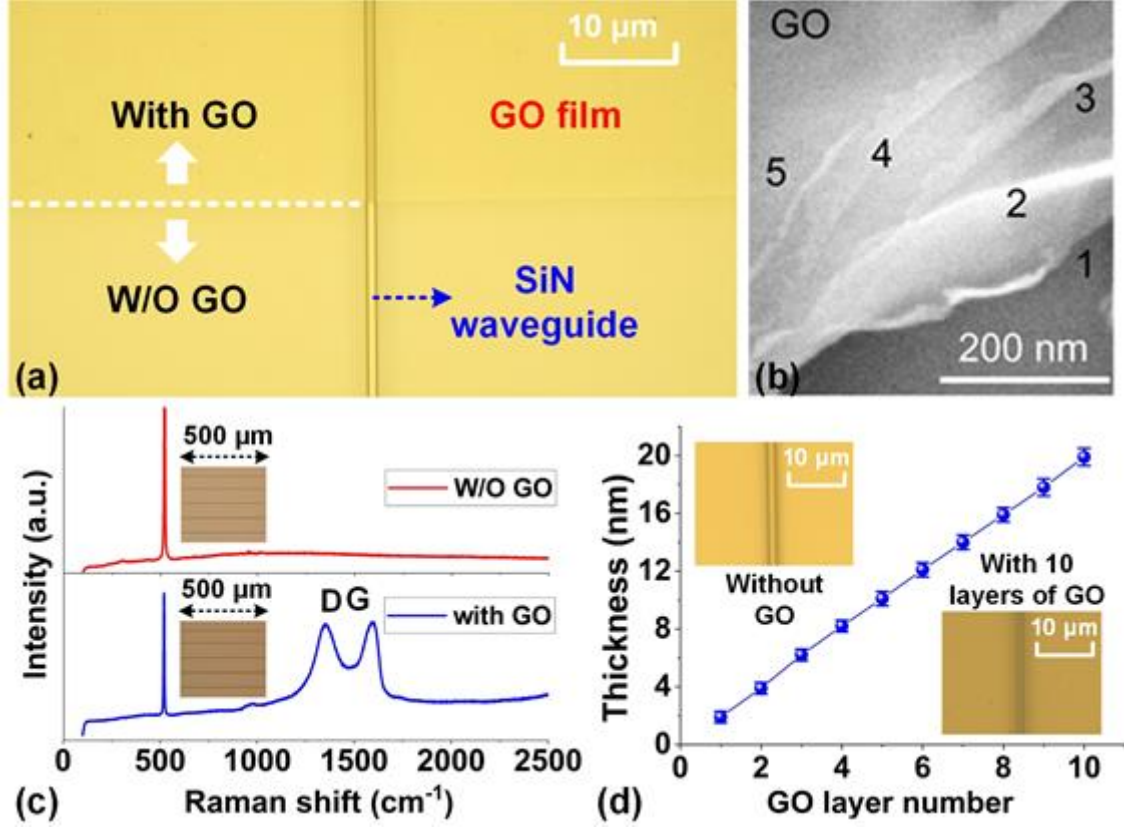 10 μm
With GO
GO film
W/O GO
SiN
waveguide
(a)
GO
1
2
3
4
5
200 nm
(b)
500 μm
W/O GO
500 μm
D G
with GO
Intensity (a.u.)
0 500 1000 1500 2000 2500
Raman shift (cm⁻¹)
(c)
10 μm
Without
GO
With 10
layers of GO
10 μm
Thickness (nm)
20
16
12
8
4
0
0 2 4 6 8 10
GO layer number
(d)